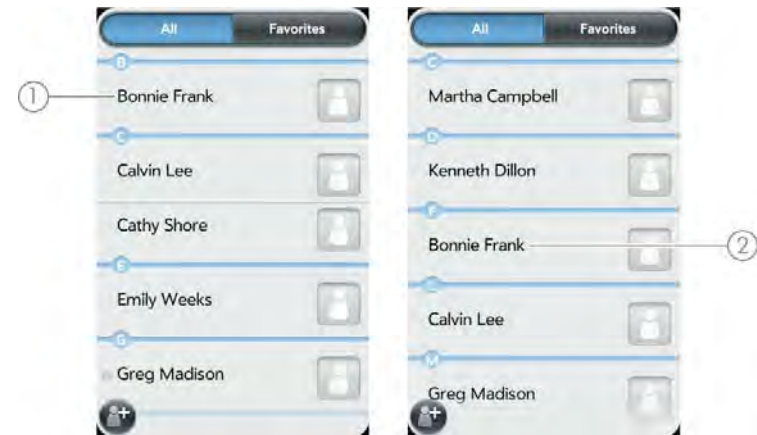 All Favorites
B
1 Bonnie Frank
C
Calvin Lee
Cathy Shore
E
Emily Weeks
G
Greg Madison
All Favorites
C
Martha Campbell
D
Kenneth Dillon
F
Bonnie Frank 2
Calvin Lee
M
Greg Madison